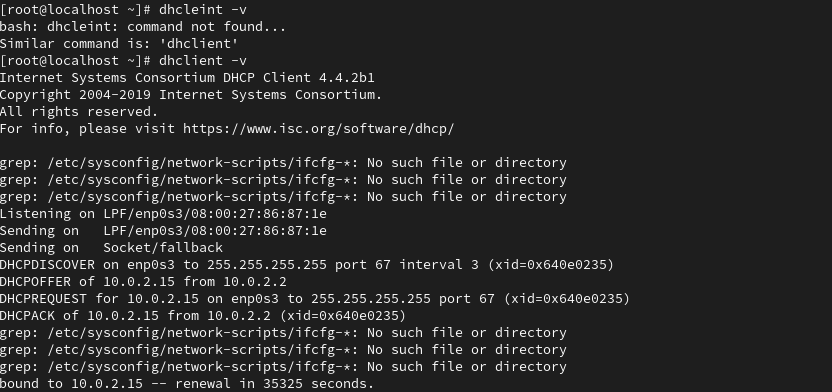 [root@localhost ~]# dhcleint -v
bash: dhcleint: command not found...
Similar command is: 'dhclient'
[root@localhost ~]# dhclient -v
Internet Systems Consortium DHCP Client 4.4.2b1
Copyright 2004-2019 Internet Systems Consortium.
All rights reserved.
For info, please visit https://www.isc.org/software/dhcp/
grep: /etc/sysconfig/network-scripts/ifcfg-*: No such file or directory
grep: /etc/sysconfig/network-scripts/ifcfg-*: No such file or directory
grep: /etc/sysconfig/network-scripts/ifcfg-*: No such file or directory
Listening on LPF/enp0s3/08:00:27:86:87:1e
Sending on   LPF/enp0s3/08:00:27:86:87:1e
Sending on   Socket/fallback
DHCPDISCOVER on enp0s3 to 255.255.255.255 port 67 interval 3 (xid=0x640e0235)
DHCPOFFER of 10.0.2.15 from 10.0.2.2
DHCPREQUEST for 10.0.2.15 on enp0s3 to 255.255.255.255 port 67 (xid=0x640e0235)
DHCPACK of 10.0.2.15 from 10.0.2.2 (xid=0x640e0235)
grep: /etc/sysconfig/network-scripts/ifcfg-*: No such file or directory
grep: /etc/sysconfig/network-scripts/ifcfg-*: No such file or directory
grep: /etc/sysconfig/network-scripts/ifcfg-*: No such file or directory
bound to 10.0.2.15 -- renewal in 35325 seconds.